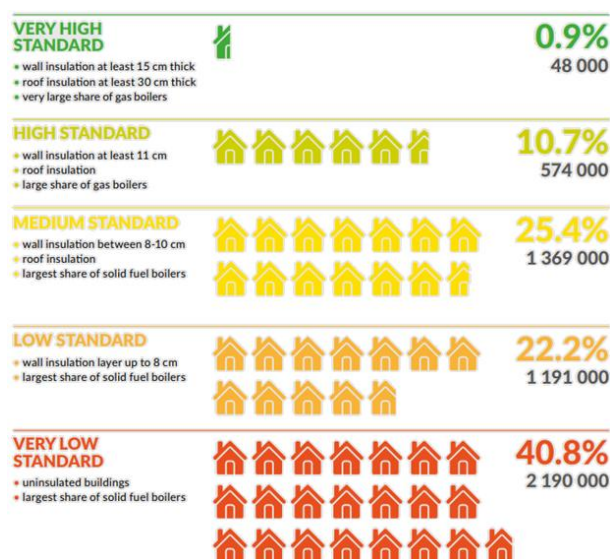 VERY HIGH
STANDARD
• wall insulation at least 15 cm thick
• roof insulation at least 30 cm thick
• very large share of gas boilers
0.9%
48 000
HIGH STANDARD
• wall insulation at least 11 cm
• roof insulation
• large share of gas boilers
10.7%
574 000
MEDIUM STANDARD
• wall insulation between 8-10 cm
• roof insulation
• largest share of solid fuel boilers
25.4%
1 369 000
LOW STANDARD
• wall insulation layer up to 8 cm
• largest share of solid fuel boilers
22.2%
1 191 000
VERY LOW
STANDARD
• uninsulated buildings
• largest share of solid fuel boilers
40.8%
2 190 000